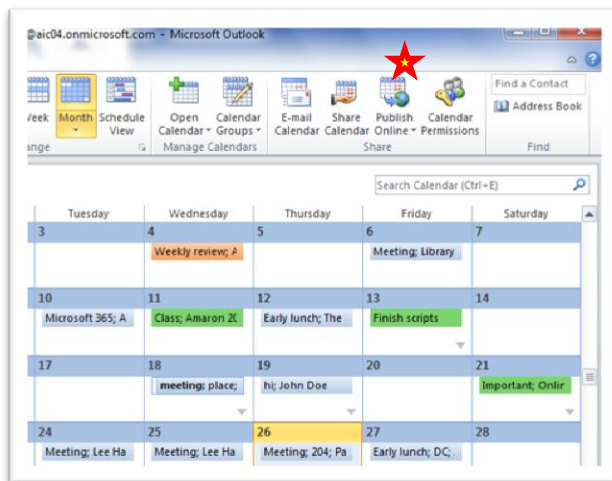 @aic04.onmicrosoft.com - Microsoft Outlook
Week Month Schedule View
Open Calendar Calendar Groups
E-mail Calendar Share Calendar Publish Online Calendar Permissions
Find a Contact
Address Book
Manage Calendars Share Find
Search Calendar (Ctrl+E)
Tuesday Wednesday Thursday Friday Saturday
3 4 5 6 7
Weekly review; A Meeting; Library
10 11 12 13 14
Microsoft 365; A Class; Amaron 20 Early lunch; The Finish scripts
17 18 19 20 21
meeting; place; hi; John Doe Important; Onlir
24 25 26 27 28
Meeting; Lee Ha Meeting; Lee Ha Meeting; 204; Pa Early lunch; DC;